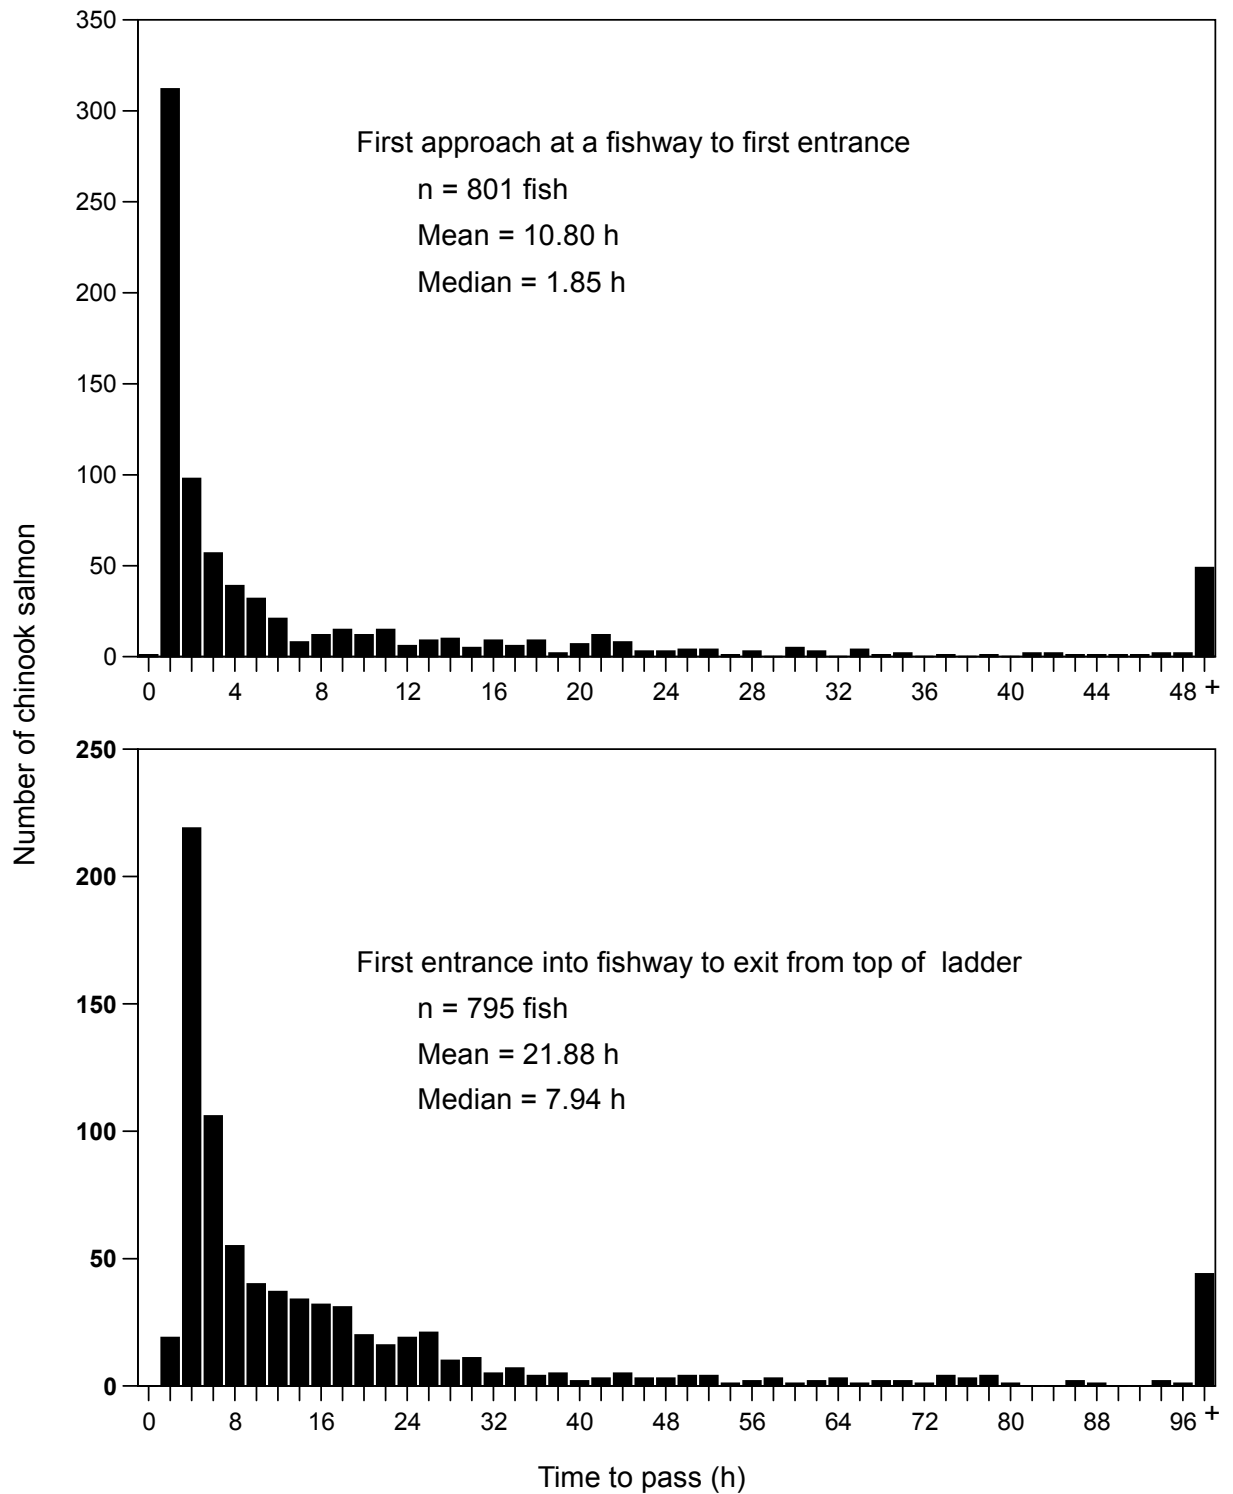 Number of chinook salmon
350
300
250
200
150
100
50
0
First approach at a fishway to first entrance
n = 801 fish
Mean = 10.80 h
Median = 1.85 h
0 4 8 12 16 20 24 28 32 36 40 44 48 +
250
200
150
100
50
0
First entrance into fishway to exit from top of ladder
n = 795 fish
Mean = 21.88 h
Median = 7.94 h
0 8 16 24 32 40 48 56 64 72 80 88 96 +
Time to pass (h)